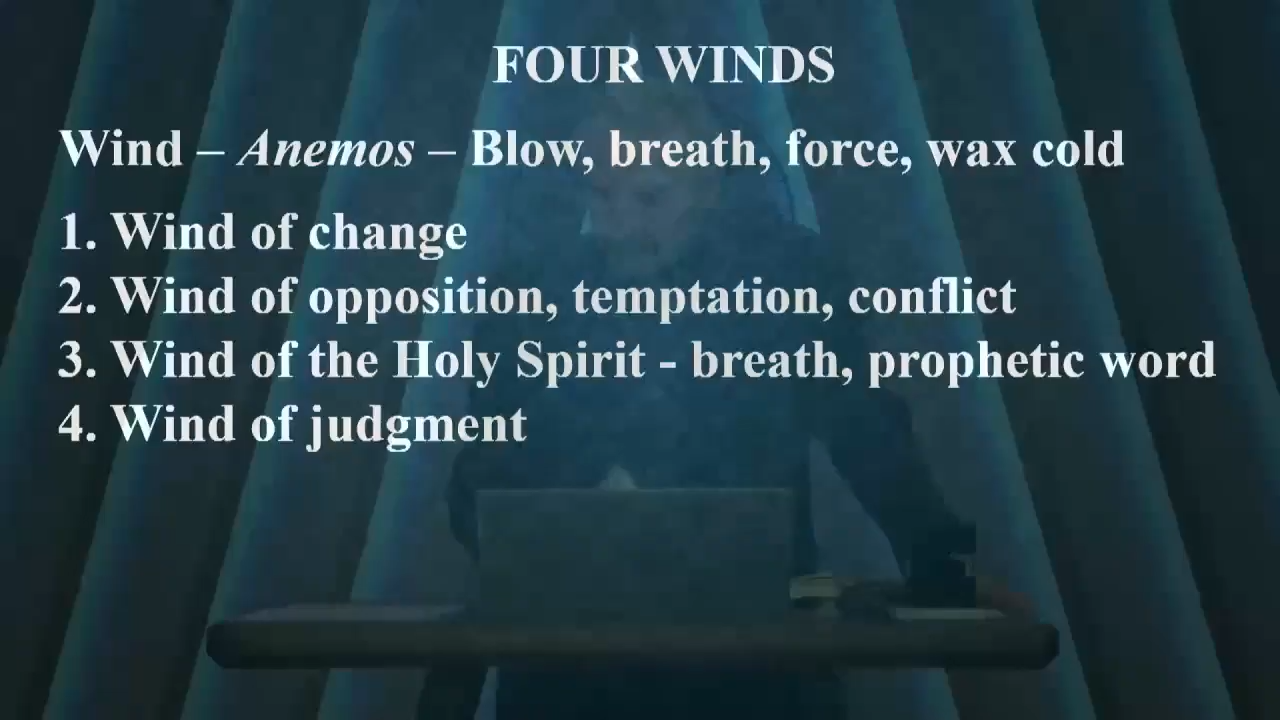 FOUR WINDS
Wind – Anemos – Blow, breath, force, wax cold
1. Wind of change
2. Wind of opposition, temptation, conflict
3. Wind of the Holy Spirit - breath, prophetic word
4. Wind of judgment